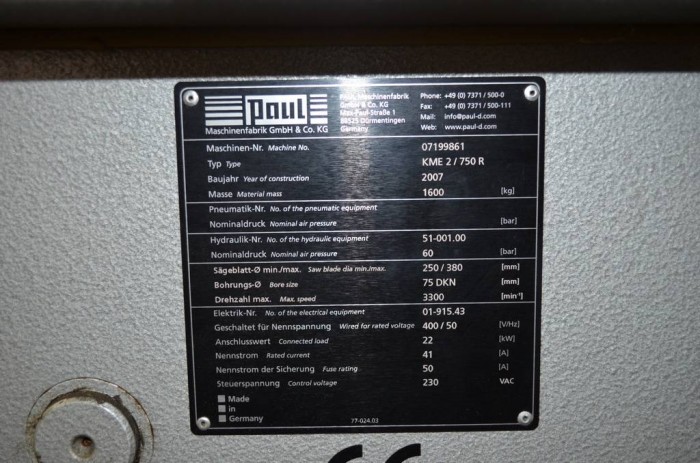 paul
Maschinenfabrik GmbH & Co. KG
Paul Maschinenfabrik
GmbH & Co. KG
Max-Paul-Straße 1
88525 Dürmentingen
Germany
Phone: +49 (0) 7371 / 500-0
Fax: +49 (0) 7371 / 500-111
Mail: info@paul-d.com
Web: www.paul-d.com
Maschinen-Nr. Machine No. 07199861
Typ Type KME 2 / 750 R
Baujahr Year of construction 2007
Masse Material mass 1600 [kg]
Pneumatik-Nr. No. of the pneumatic equipment
Nominaldruck Nominal air pressure [bar]
Hydraulik-Nr. No. of the hydraulic equipment 51-001.00
Nominaldruck Nominal air pressure 60 [bar]
Sägeblatt-Ø min./max. Saw blade dia min./max. 250 / 380 [mm]
Bohrungs-Ø Bore size 75 DKN [mm]
Drehzahl max. Max. speed 3300 [min⁻¹]
Elektrik-Nr. No. of the electrical equipment 01-915.43
Geschaltet für Nennspannung Wired for rated voltage 400 / 50 [V/Hz]
Anschlusswert Connected load 22 [kW]
Nennstrom Rated current 41 [A]
Nennstrom der Sicherung Fuse rating 50 [A]
Steuerspannung Control voltage 230 VAC
Made
in
Germany
77-024.03
CE